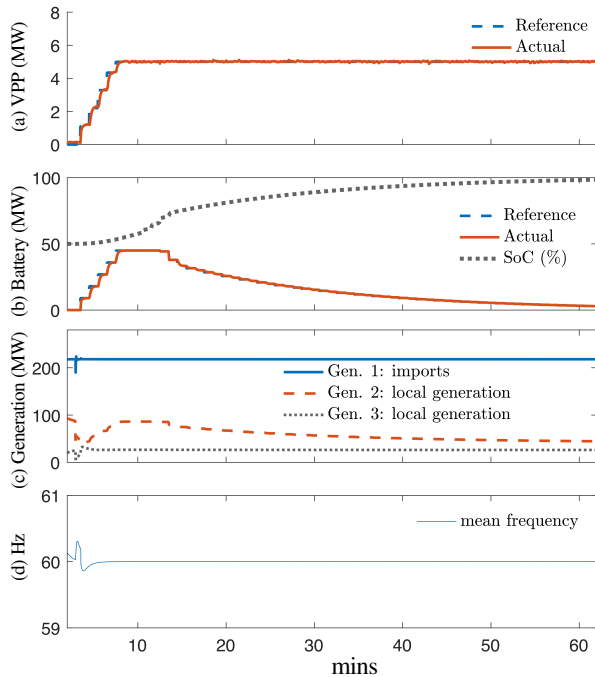 (a) VPP (MW)
8
6
4
2
0
Reference
Actual
(b) Battery (MW)
100
50
0
Reference
Actual
SoC (%)
(c) Generation (MW)
200
100
0
Gen. 1: imports
Gen. 2: local generation
Gen. 3: local generation
(d) Hz
61
60
59
mean frequency
10 20 30 40 50 60
mins